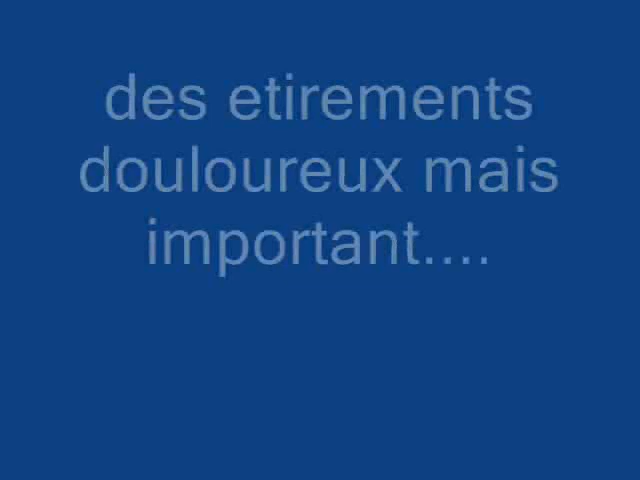 des etirements
douloureux mais
important....